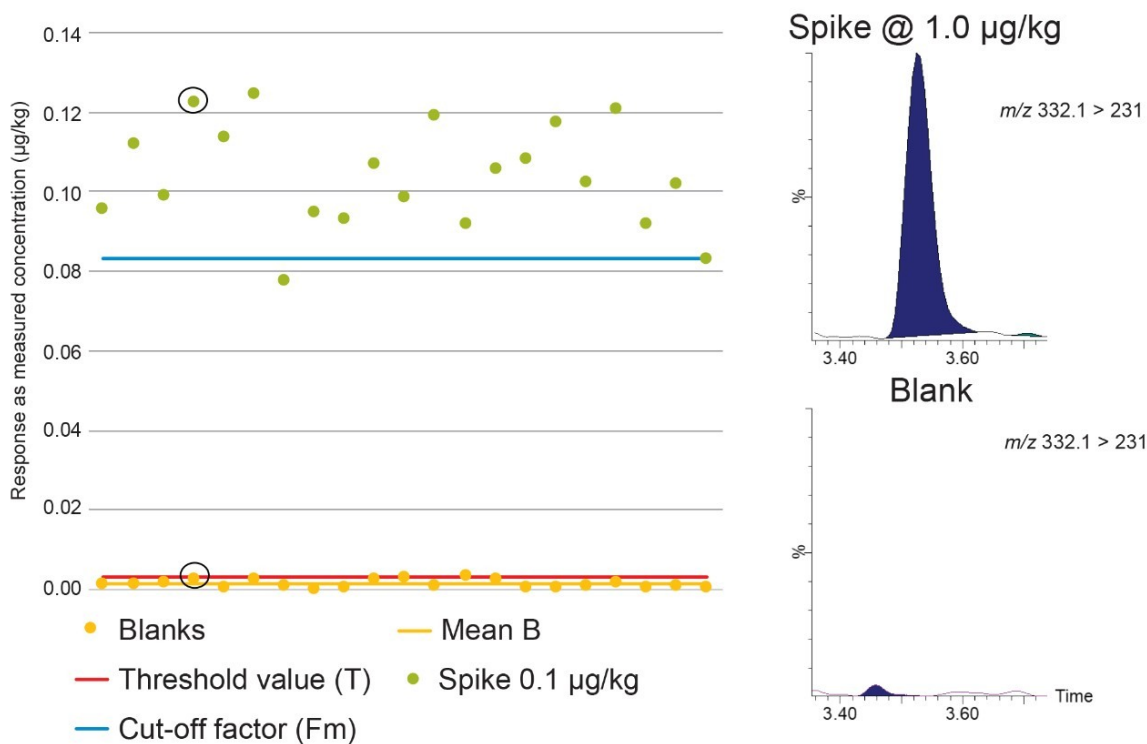 Response as measured concentration (µg/kg)
0.14
0.12
0.10
0.08
0.06
0.04
0.02
0.00
Blanks
Mean B
Threshold value (T)
Spike 0.1 µg/kg
Cut-off factor (Fm)
Spike @ 1.0 µg/kg
m/z 332.1 > 231
%
3.40 3.60
Blank
m/z 332.1 > 231
%
3.40 3.60
Time